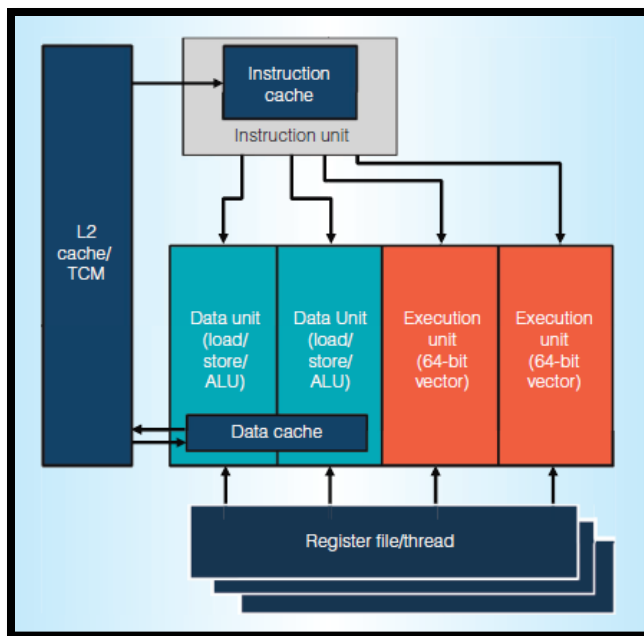 Instruction
cache
Instruction unit
L2
cache/
TCM
Data unit
(load/
store/
ALU)
Data Unit
(load/
store/
ALU)
Execution
unit
(64-bit
vector)
Execution
unit
(64-bit
vector)
Data cache
Register file/thread